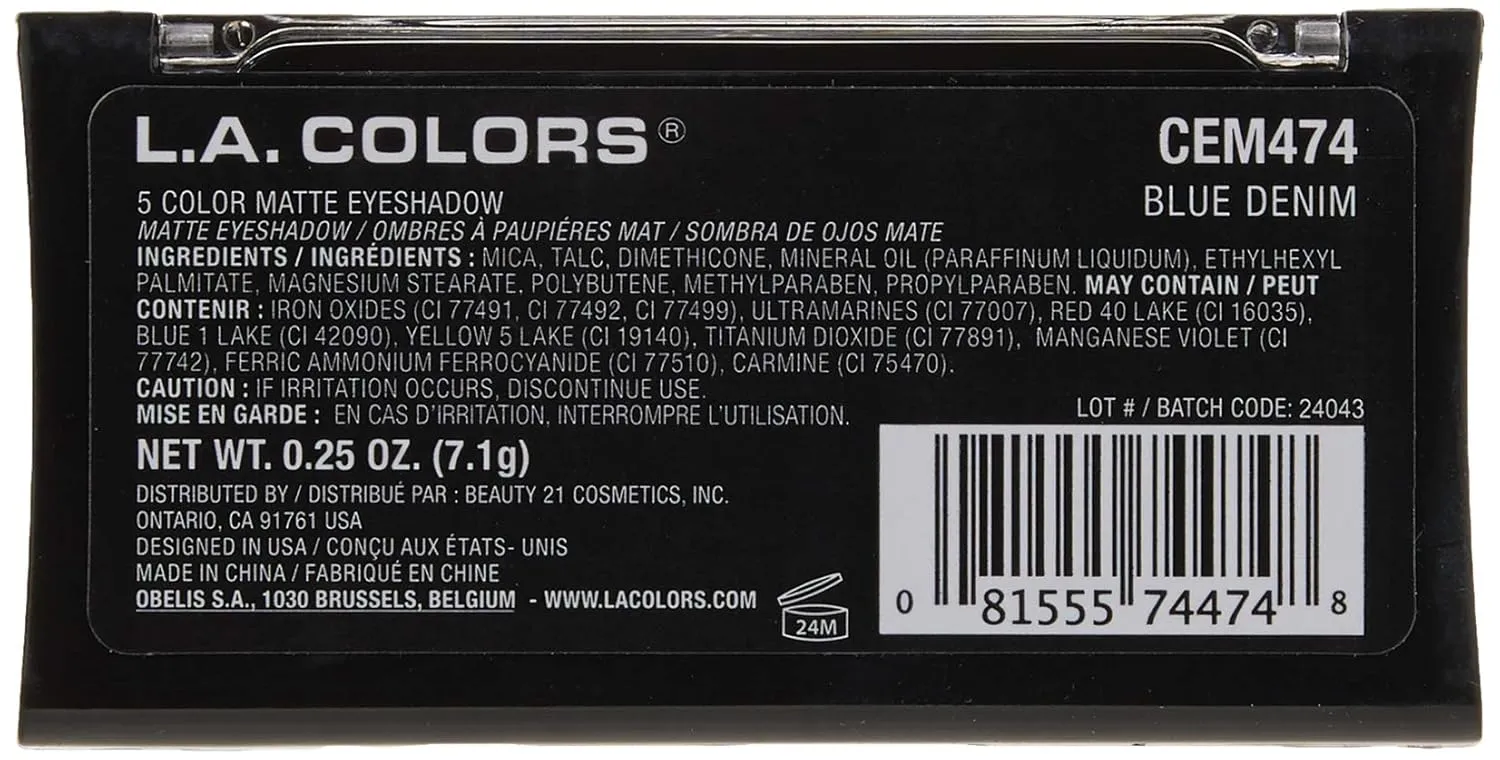 L.A. COLORS®
CEM474
BLUE DENIM
5 COLOR MATTE EYESHADOW
MATTE EYESHADOW / OMBRES À PAUPIÉRES MAT / SOMBRA DE OJOS MATE
INGREDIENTS / INGRÉDIENTS : MICA, TALC, DIMETHICONE, MINERAL OIL (PARAFFINUM LIQUIDUM), ETHYLHEXYL
PALMITATE, MAGNESIUM STEARATE, POLYBUTENE, METHYLPARABEN, PROPYLPARABEN. MAY CONTAIN / PEUT
CONTENIR : IRON OXIDES (CI 77491, CI 77492, CI 77499), ULTRAMARINES (CI 77007), RED 40 LAKE (CI 16035),
BLUE 1 LAKE (CI 42090), YELLOW 5 LAKE (CI 19140), TITANIUM DIOXIDE (CI 77891), MANGANESE VIOLET (CI
77742), FERRIC AMMONIUM FERROCYANIDE (CI 77510), CARMINE (CI 75470).
CAUTION : IF IRRITATION OCCURS, DISCONTINUE USE.
MISE EN GARDE : EN CAS D'IRRITATION, INTERROMPRE L'UTILISATION.
NET WT. 0.25 OZ. (7.1g)
DISTRIBUTED BY / DISTRIBUÉ PAR : BEAUTY 21 COSMETICS, INC.
ONTARIO, CA 91761 USA
DESIGNED IN USA / CONÇU AUX ÉTATS- UNIS
MADE IN CHINA / FABRIQUÉ EN CHINE
OBELIS S.A., 1030 BRUSSELS, BELGIUM - WWW.LACOLORS.COM
24M
LOT # / BATCH CODE: 24043
0 81555 74474 8